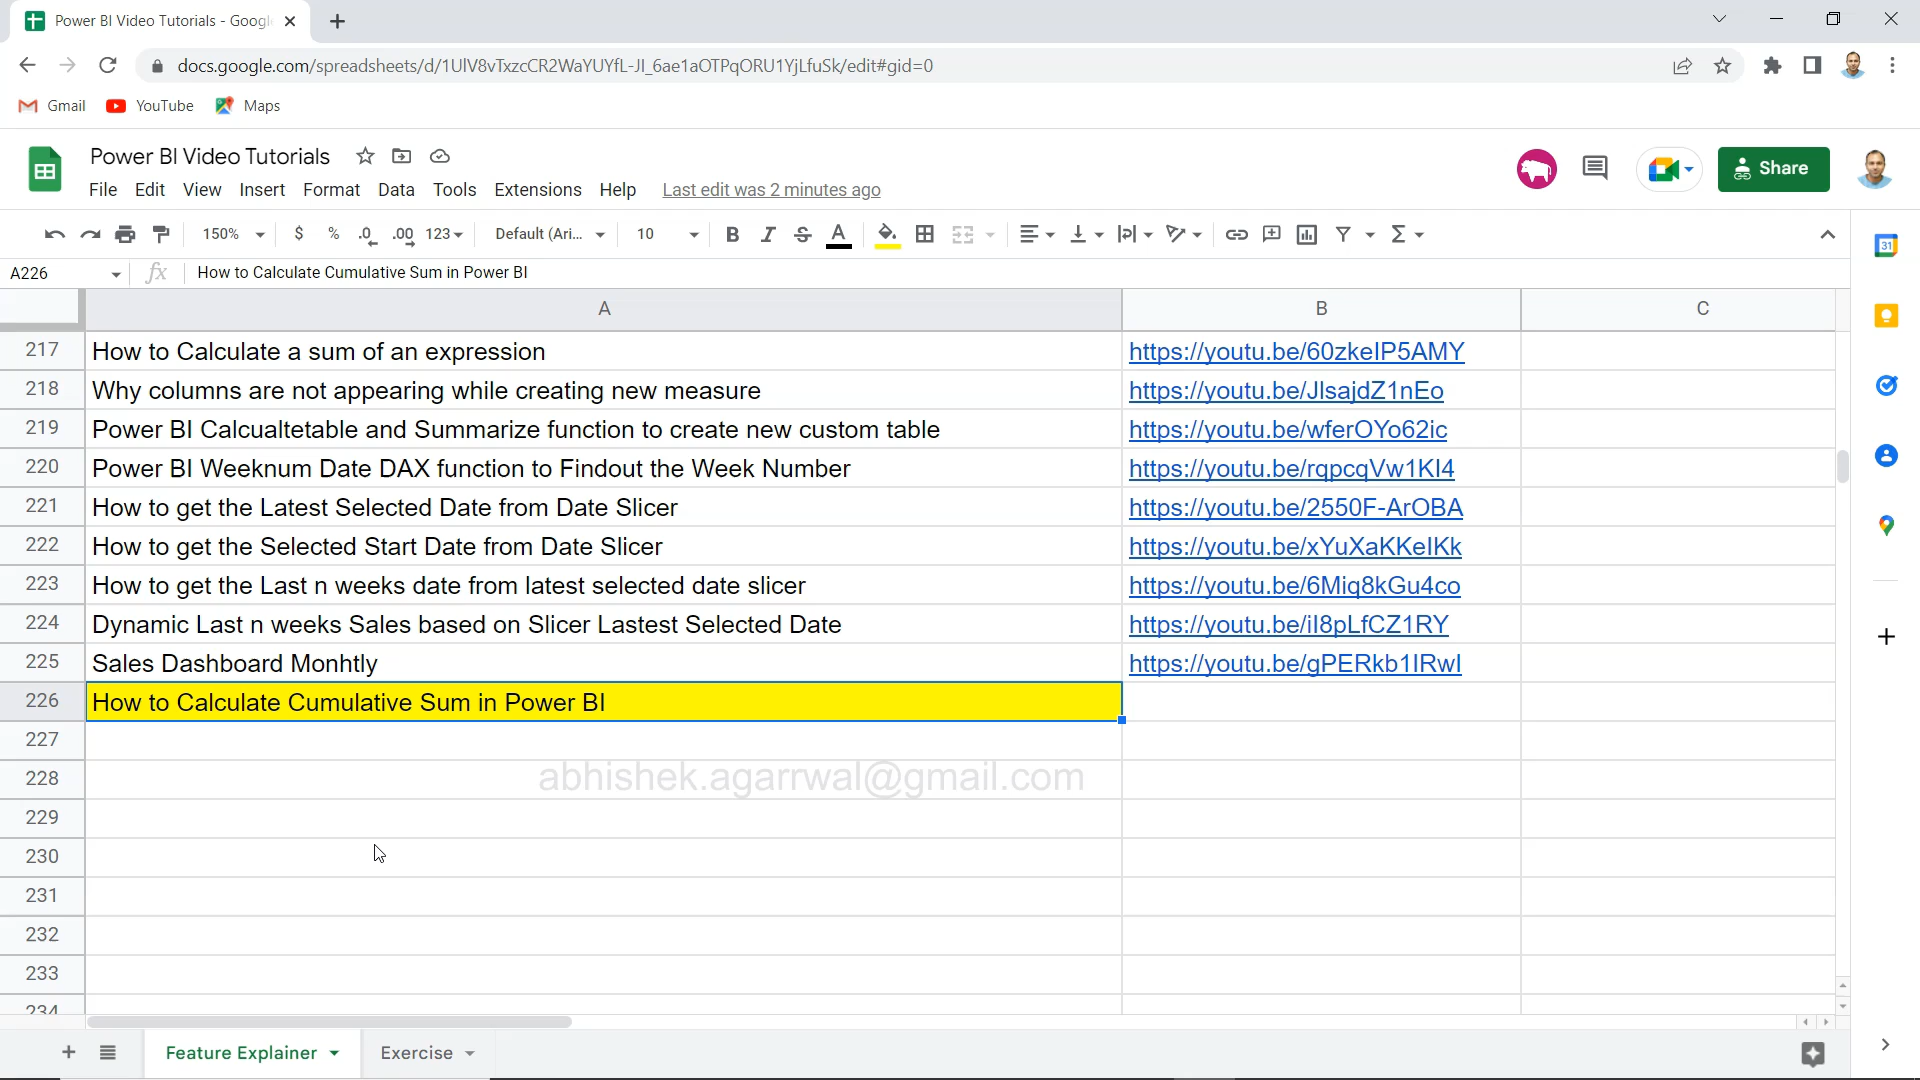 Power BI Video Tutorials - Googl
docs.google.com/spreadsheets/d/1UlV8vTxzcCR2WaYUYfL-JI_6ae1aOTPqORU1YjLfuSk/edit#gid=0
Gmail YouTube Maps
Power BI Video Tutorials
Share
File Edit View Insert Format Data Tools Extensions Help Last edit was 2 minutes ago
150% $ % .0 .00 123 Default (Ari... 10 B I S A
A226 fx How to Calculate Cumulative Sum in Power BI
A B C
217 How to Calculate a sum of an expression https://youtu.be/60zkeIP5AMY
218 Why columns are not appearing while creating new measure https://youtu.be/JlsajdZ1nEo
219 Power BI Calcualtetable and Summarize function to create new custom table https://youtu.be/wferOYo62ic
220 Power BI Weeknum Date DAX function to Findout the Week Number https://youtu.be/rqpcqVw1KI4
221 How to get the Latest Selected Date from Date Slicer https://youtu.be/2550F-ArOBA
222 How to get the Selected Start Date from Date Slicer https://youtu.be/xYuXaKKeIKk
223 How to get the Last n weeks date from latest selected date slicer https://youtu.be/6Miq8kGu4co
224 Dynamic Last n weeks Sales based on Slicer Lastest Selected Date https://youtu.be/iI8pLfCZ1RY
225 Sales Dashboard Monhtly https://youtu.be/gPERkb1IRwI
226 How to Calculate Cumulative Sum in Power BI
227
228
abhishek.agarrwal@gmail.com
229
230
231
232
233
234
Feature Explainer Exercise
31